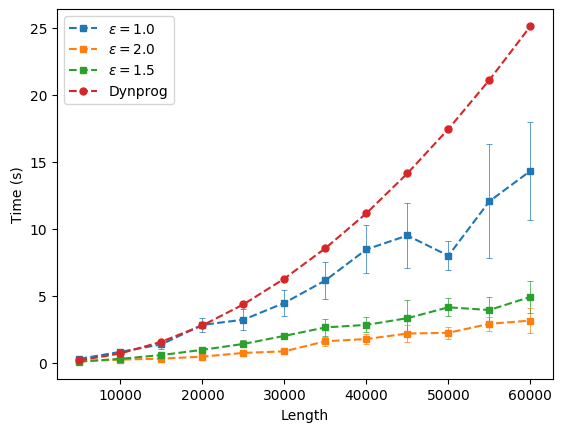 25
20
15
10
5
0
Time (s)
ε = 1.0
ε = 2.0
ε = 1.5
Dynprog
10000 20000 30000 40000 50000 60000
Length